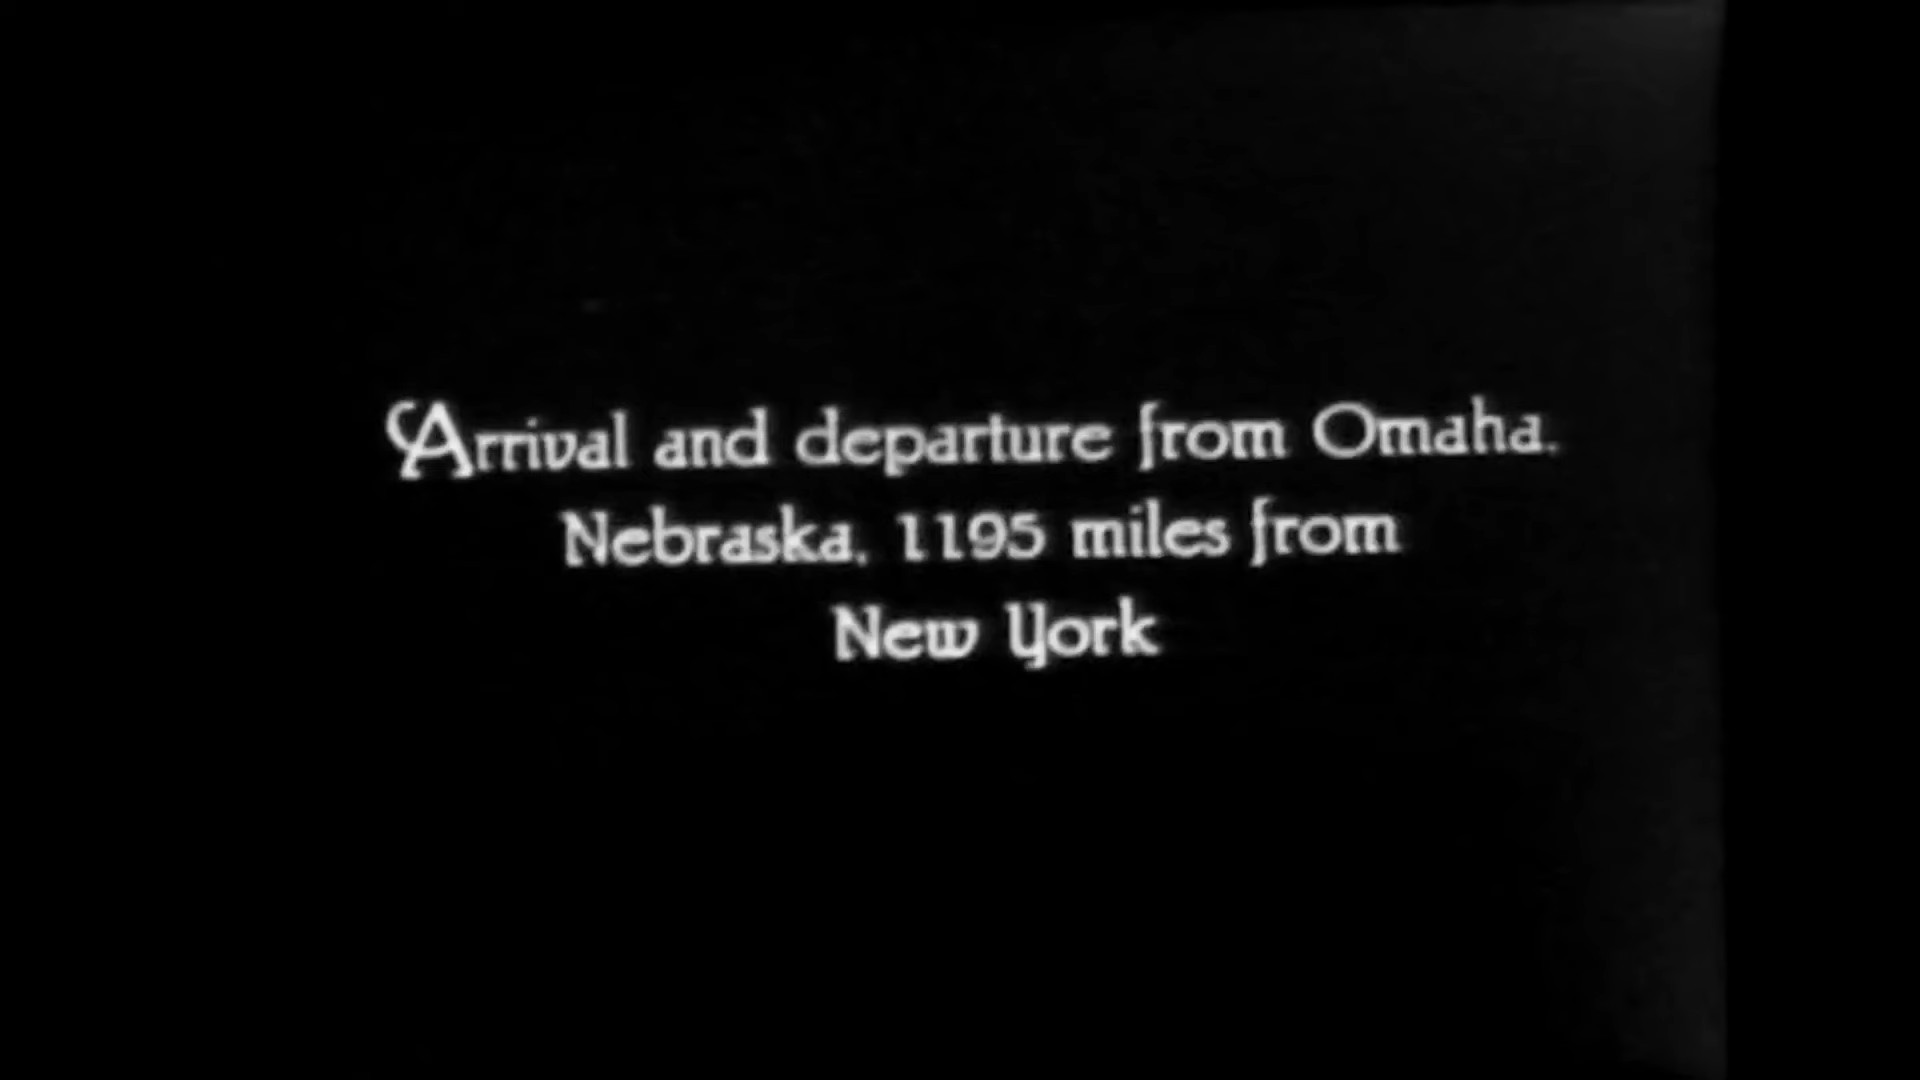 Arrival and departure from Omaha.
Nebraska, 1195 miles from
New York